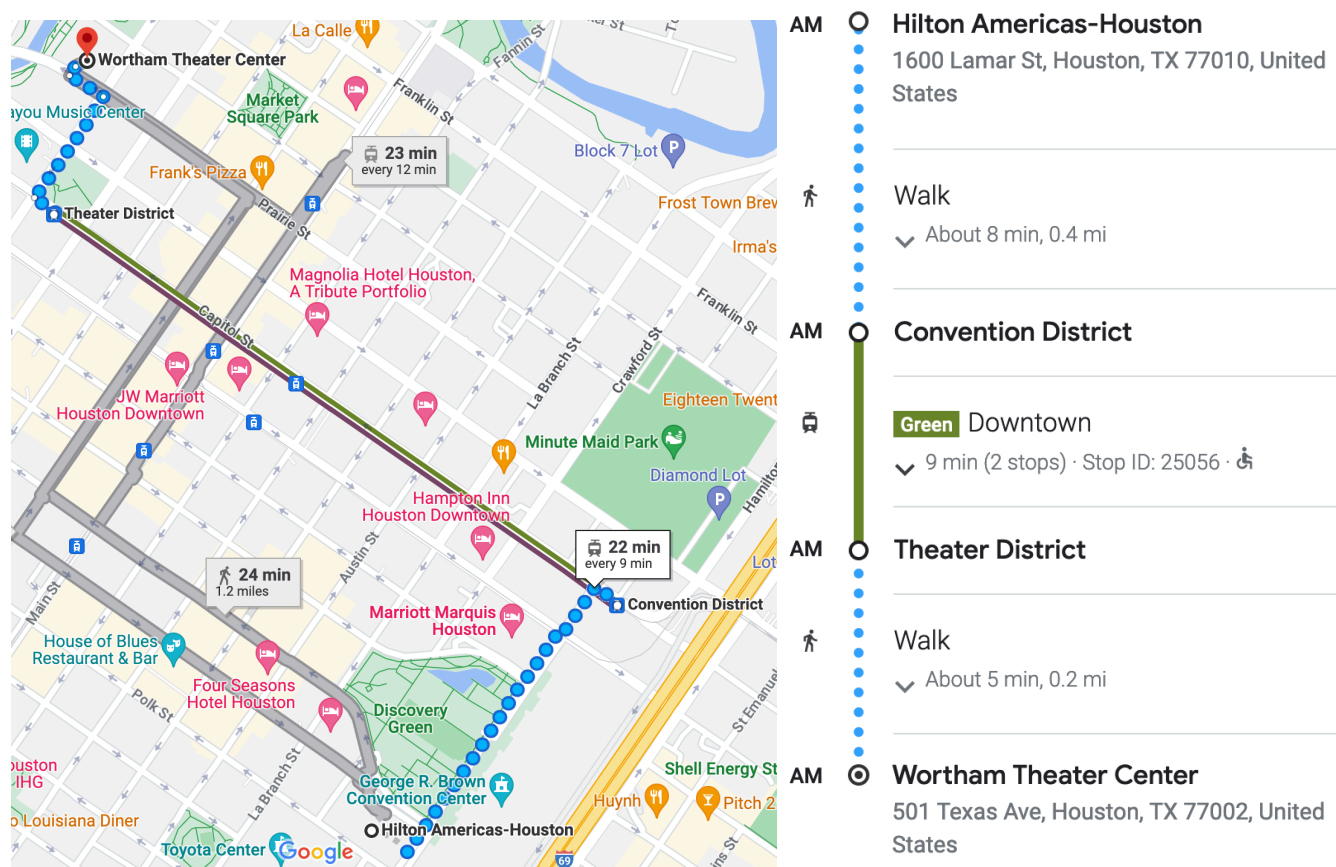 La Calle
Fannin St
Wortham Theater Center
Franklin St
Market
Square Park
ayou Music Center
23 min
every 12 min
Block 7 Lot
Frank's Pizza
Frost Town Brew
Theater District
Prairie St
Irma's
Magnolia Hotel Houston,
A Tribute Portfolio
Franklin St
Capitol St
Crawford St
La Branch St
JW Marriott
Houston Downtown
Eighteen Twent
Minute Maid Park
Diamond Lot
Hamilton
Hampton Inn
Houston Downtown
22 min
every 9 min
Lot
Austin St
24 min
1.2 miles
Main St
Convention District
Marriott Marquis
Houston
House of Blues
Restaurant & Bar
Four Seasons
Hotel Houston
Polk St
Discovery
Green
St Emanuel
ouston
IHG
La Branch St
George R. Brown
Convention Center
Shell Energy St
Huynh
Pitch 2
o Louisiana Diner
Hilton Americas-Houston
Toyota Center
Google
69
ins St
AM
Hilton Americas-Houston
1600 Lamar St, Houston, TX 77010, United
States
Walk
About 8 min, 0.4 mi
AM
Convention District
Green Downtown
9 min (2 stops) · Stop ID: 25056 ·
AM
Theater District
Walk
About 5 min, 0.2 mi
AM
Wortham Theater Center
501 Texas Ave, Houston, TX 77002, United
States